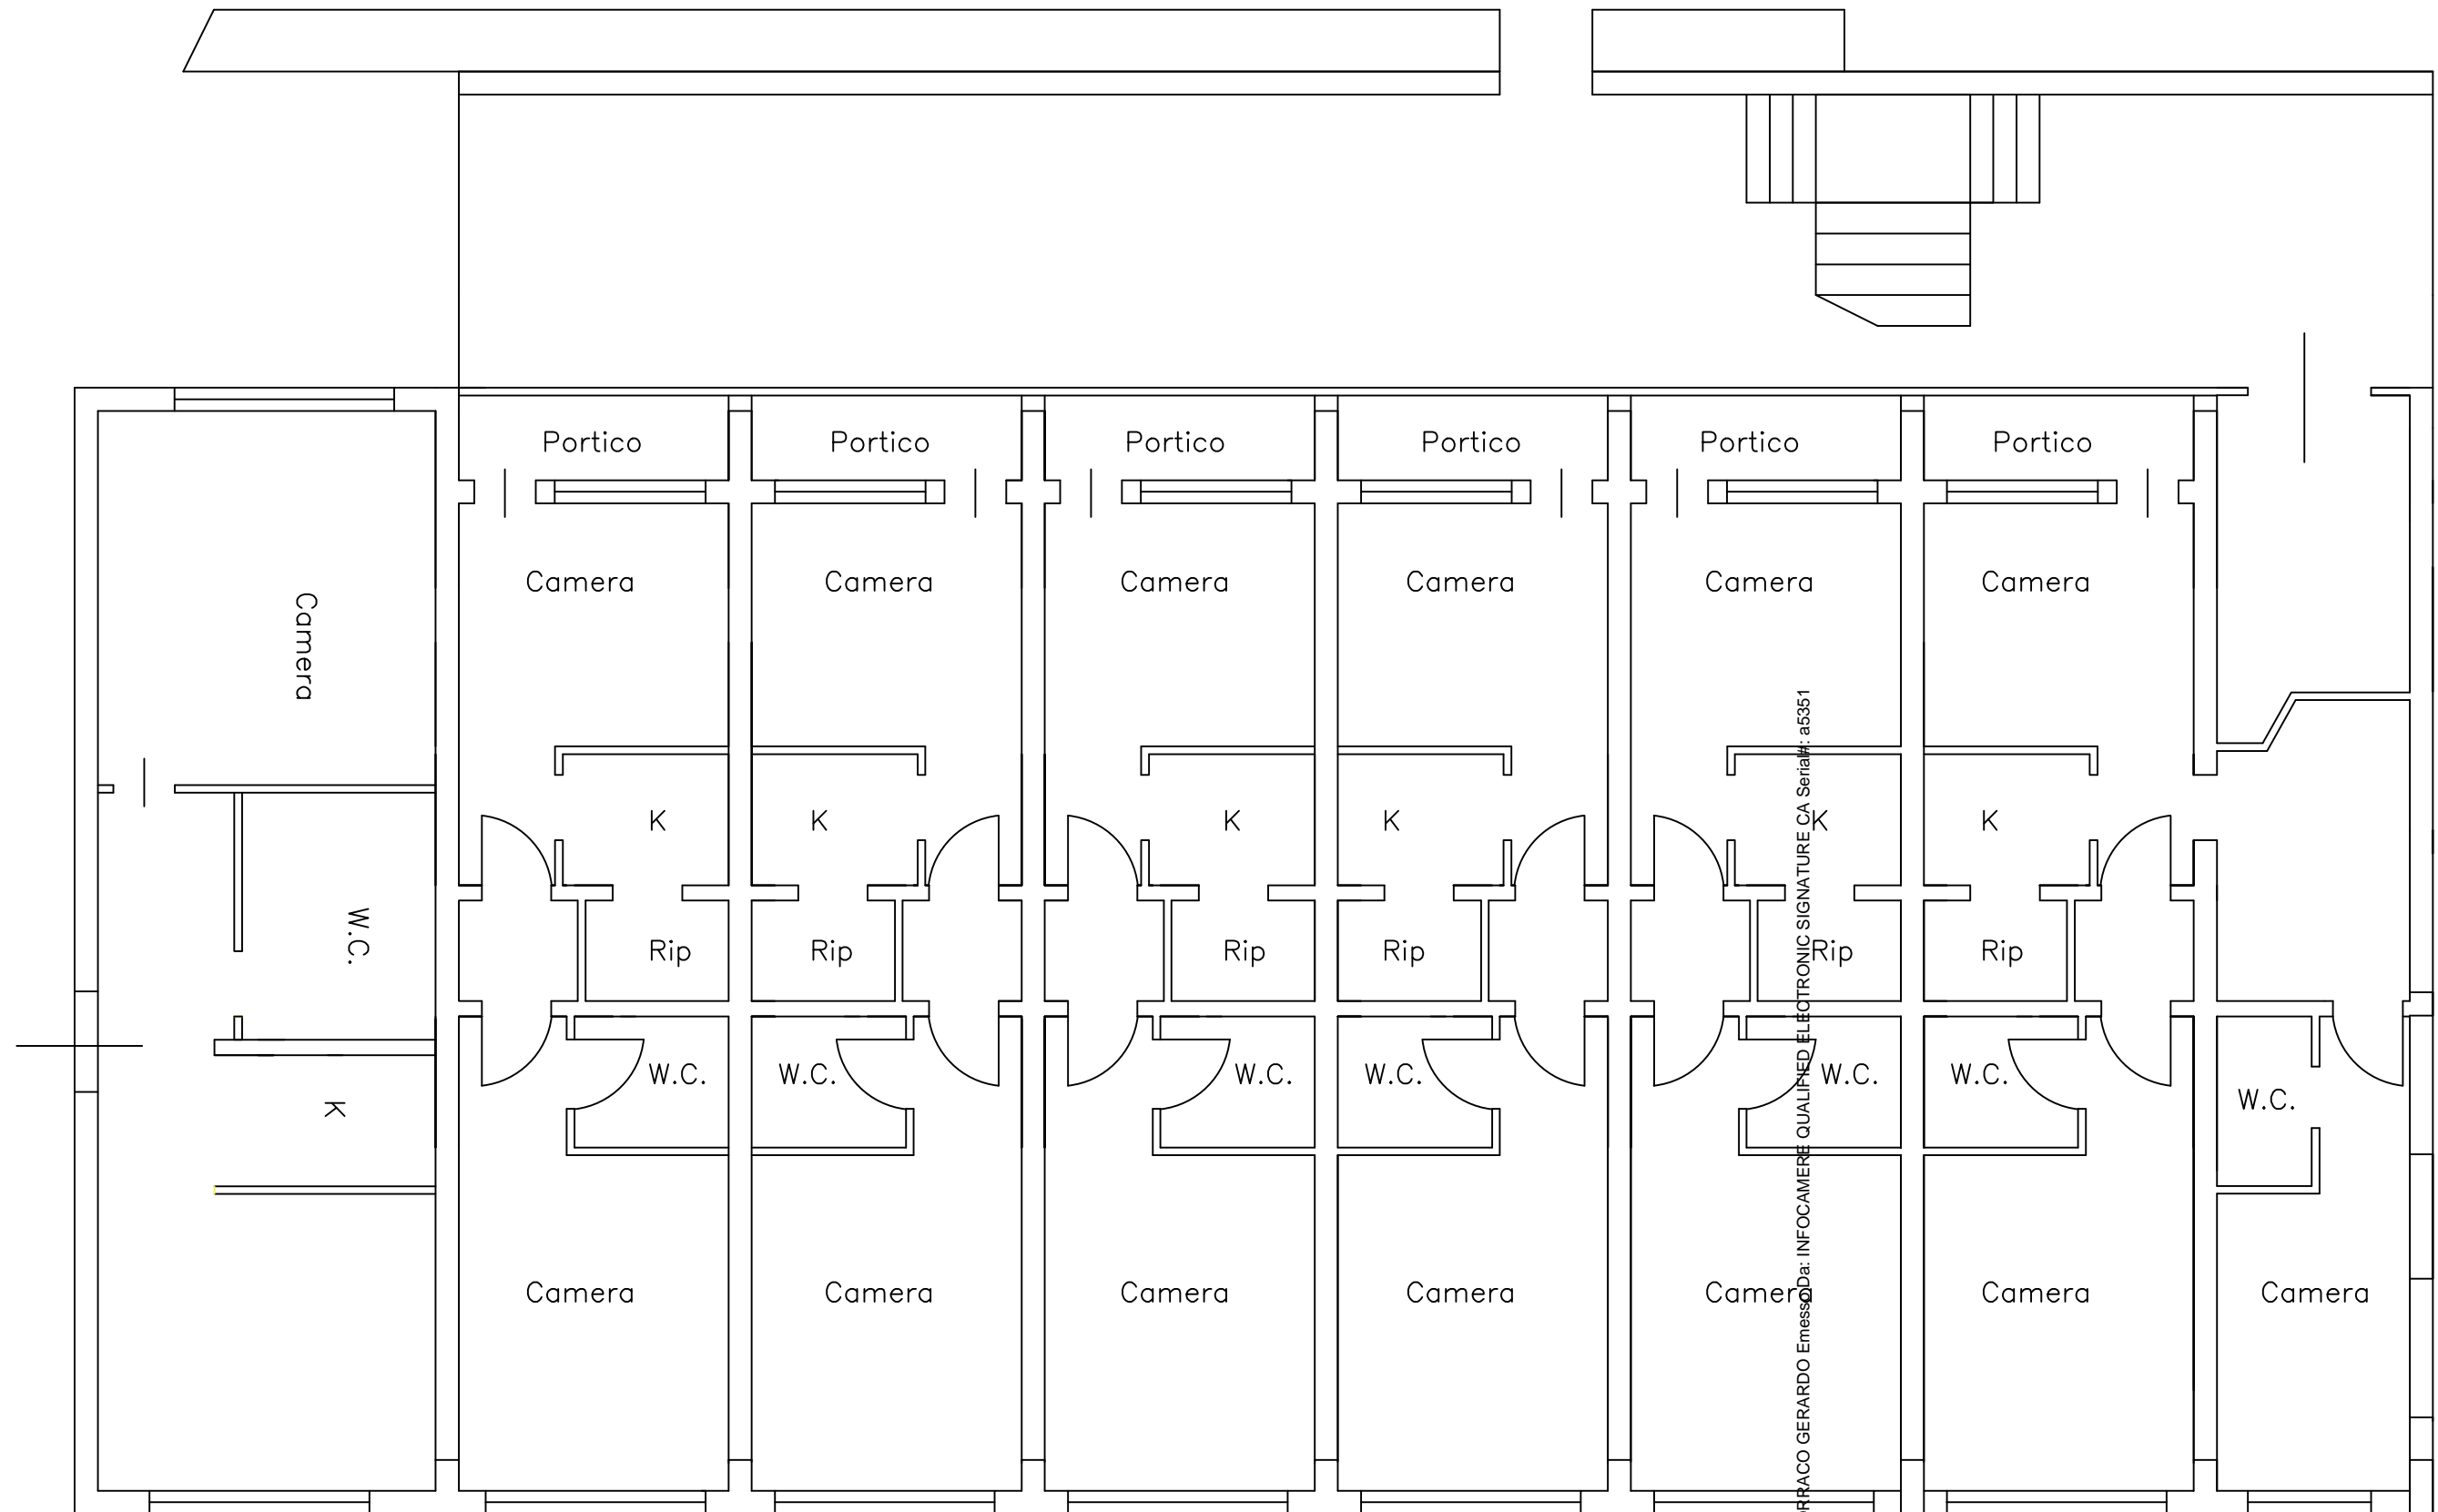 Portico Portico Portico Portico Portico Portico
Camera Camera Camera Camera Camera Camera
Camera
K K K K K K
W.C.
Rip Rip Rip Rip Rip Rip
W.C. W.C. W.C. W.C. W.C. W.C.
W.C.
K
Camera Camera Camera Camera Camera Camera Camera
GERARDO Emesso Da: INFOCAMERE QUALIFIED ELECTRONIC SIGNATURE CA Serial#: a5351